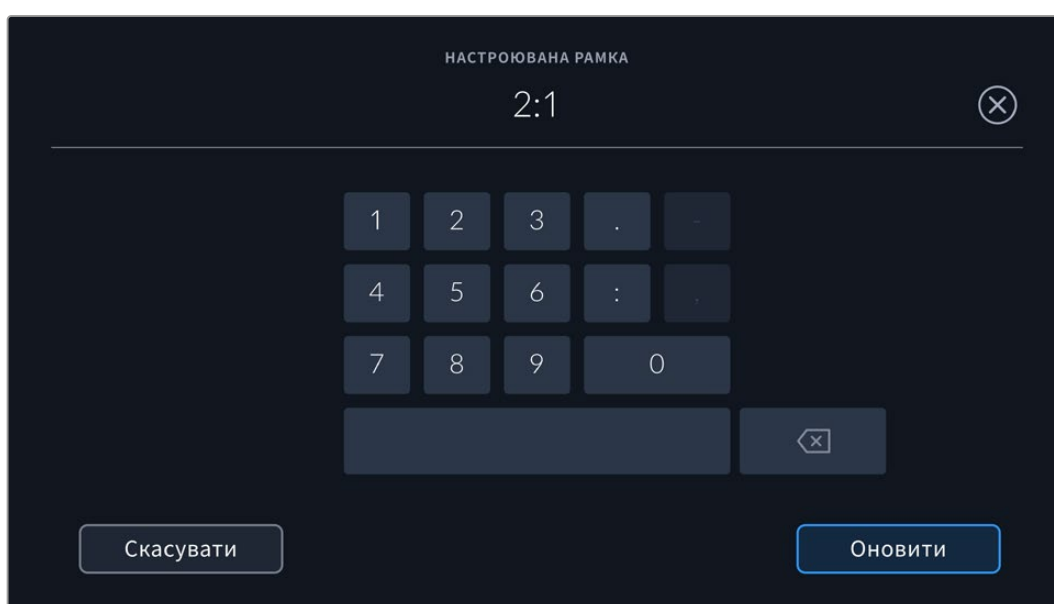 НАСТРОЮВАНА РАМКА
2:1
1 2 3 . -
4 5 6 : ,
7 8 9 0
Скасувати Оновити